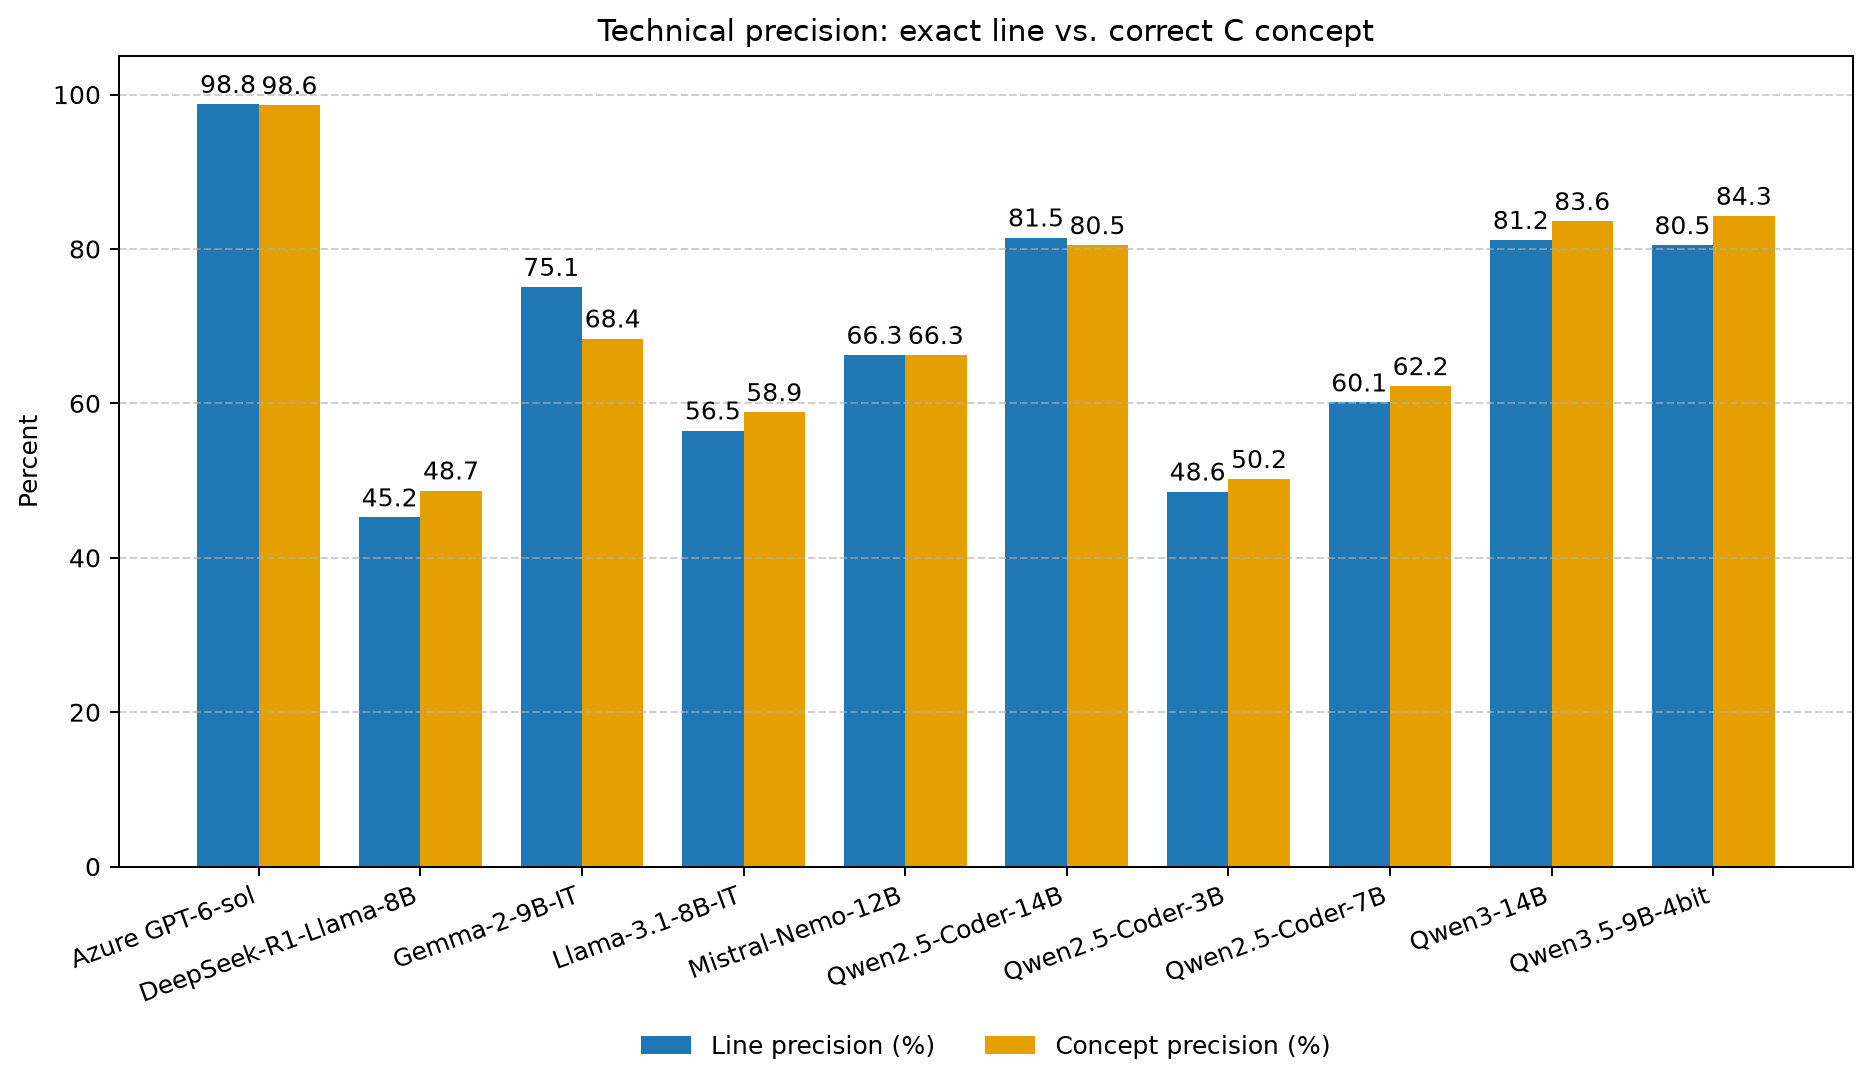 Technical precision: exact line vs. correct C concept
Percent
100
80
60
40
20
0
98.8 98.6
45.2 48.7
75.1 68.4
56.5 58.9
66.3 66.3
81.5 80.5
48.6 50.2
60.1 62.2
81.2 83.6
80.5 84.3
Azure GPT-6-sol
DeepSeek-R1-Llama-8B
Gemma-2-9B-IT
Llama-3.1-8B-IT
Mistral-Nemo-12B
Qwen2.5-Coder-14B
Qwen2.5-Coder-3B
Qwen2.5-Coder-7B
Qwen3-14B
Qwen3.5-9B-4bit
Line precision (%)
Concept precision (%)